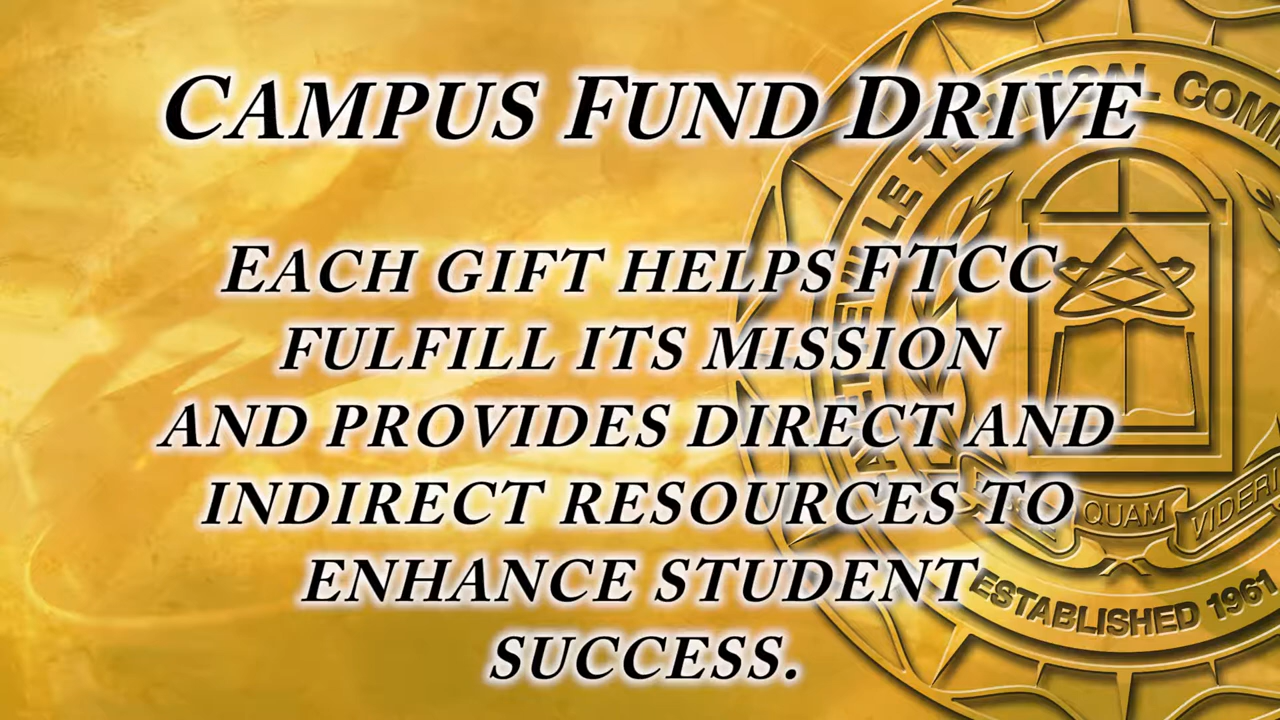 CAMPUS FUND DRIVE
EACH GIFT HELPS FTCC
FULFILL ITS MISSION
AND PROVIDES DIRECT AND
INDIRECT RESOURCES TO
ENHANCE STUDENT
SUCCESS.
QUAM VIDERI
ESTABLISHED 1961